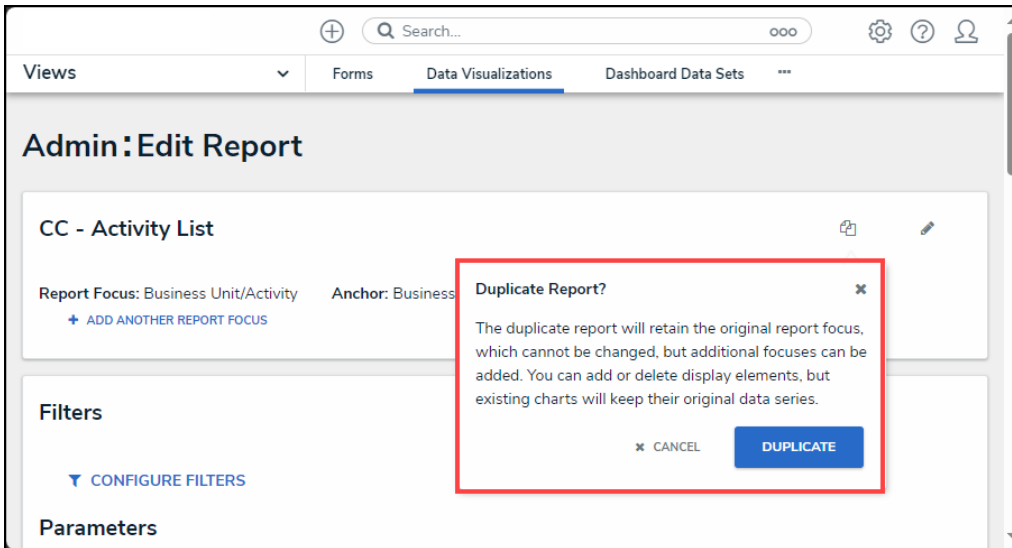 Search...
ooo
Views
Forms
Data Visualizations
Dashboard Data Sets
Admin:Edit Report
CC - Activity List
Report Focus: Business Unit/Activity
Anchor: Business
+ ADD ANOTHER REPORT FOCUS
Duplicate Report?
The duplicate report will retain the original report focus,
which cannot be changed, but additional focuses can be
added. You can add or delete display elements, but
existing charts will keep their original data series.
CANCEL
DUPLICATE
Filters
CONFIGURE FILTERS
Parameters